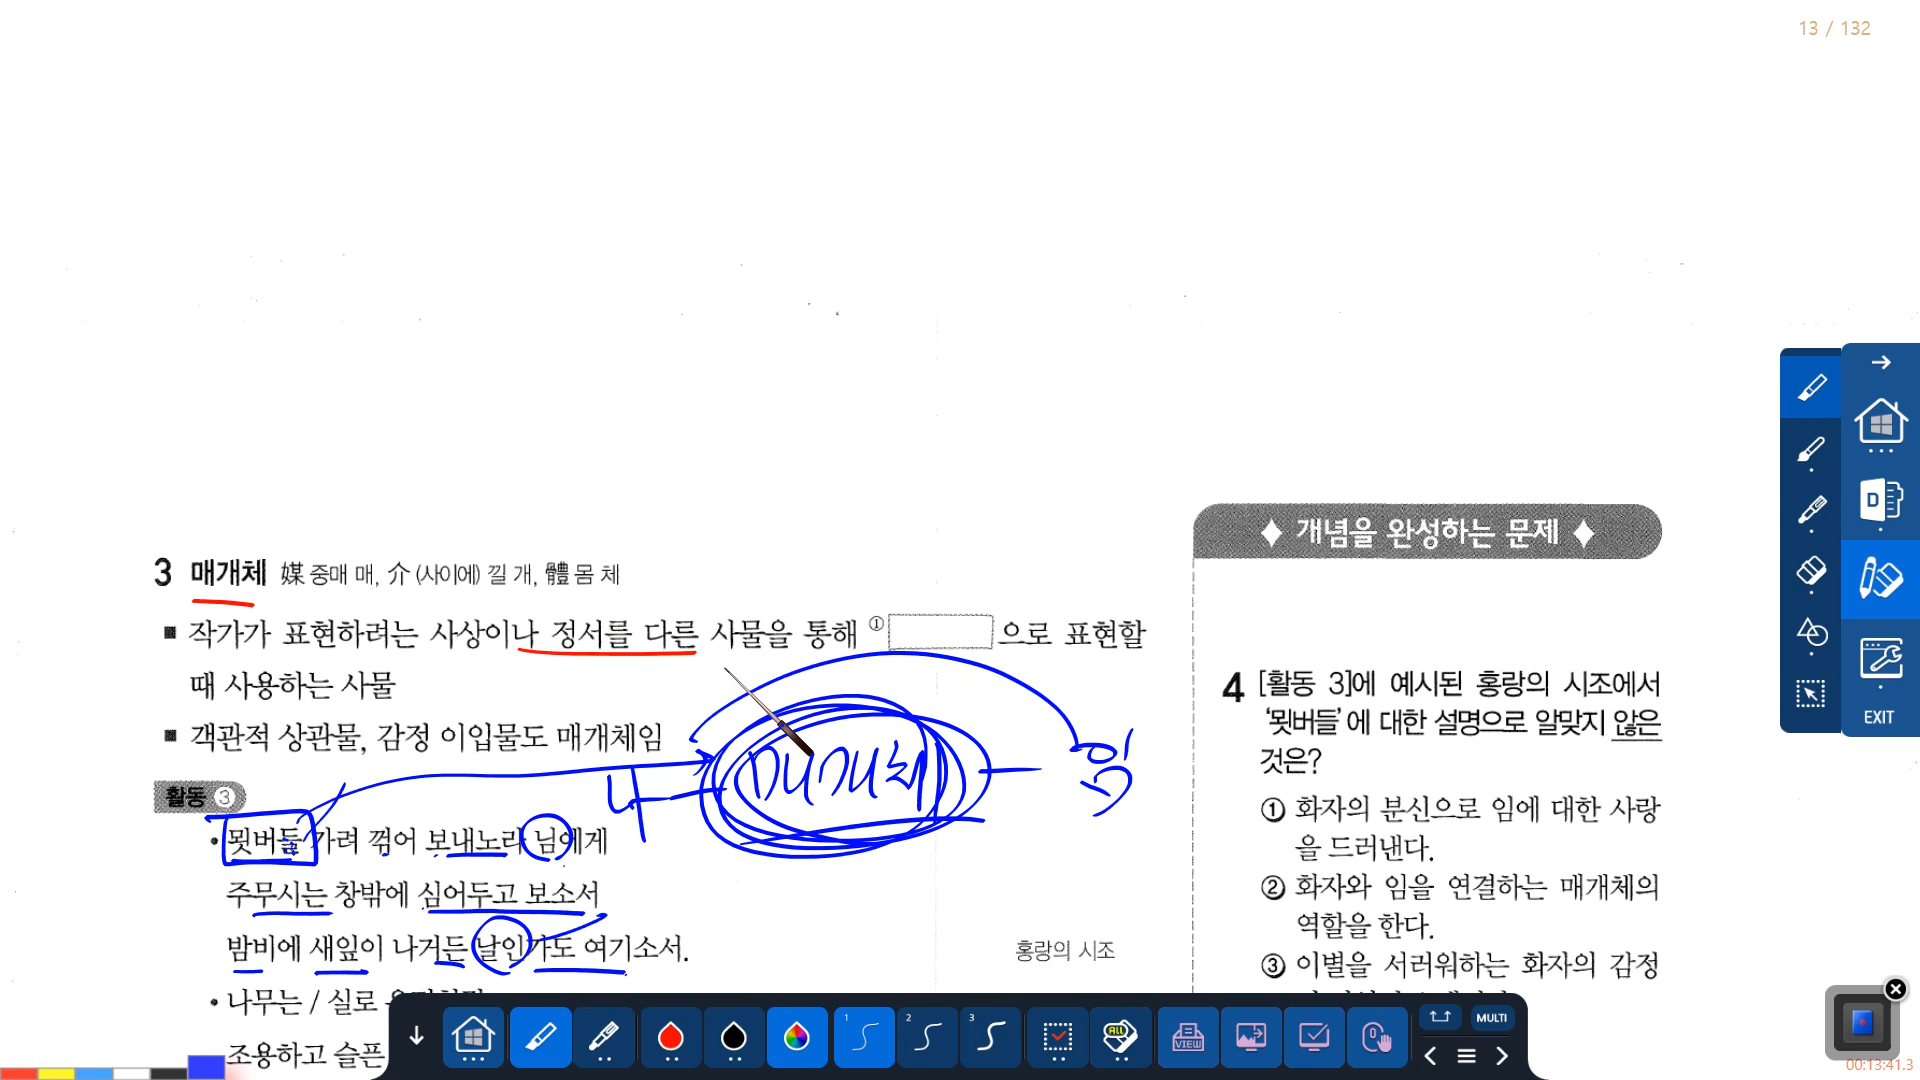 13 / 132
3 매개체 媒 중매 매, 介 (사이에) 낄 개, 體 몸 체
■ 작가가 표현하려는 사상이나 정서를 다른 사물을 통해 ① 으로 표현할
때 사용하는 사물
■ 객관적 상관물, 감정 이입물도 매개체임
나 매개체 임
활동 3
• 묏버들 가려 꺾어 보내노라 님에게
주무시는 창밖에 심어두고 보소서
밤비에 새잎이 나거든 날인가도 여기소서.
홍랑의 시조
• 나무는 / 실로
조용하고 슬픈
♦ 개념을 완성하는 문제 ♦
4 [활동 3]에 예시된 홍랑의 시조에서
‘묏버들’에 대한 설명으로 알맞지 않은
것은?
① 화자의 분신으로 임에 대한 사랑
을 드러낸다.
② 화자와 임을 연결하는 매개체의
역할을 한다.
③ 이별을 서러워하는 화자의 감정
EXIT
1 2 3 ALL VIEW MULTI
00:13:41.3